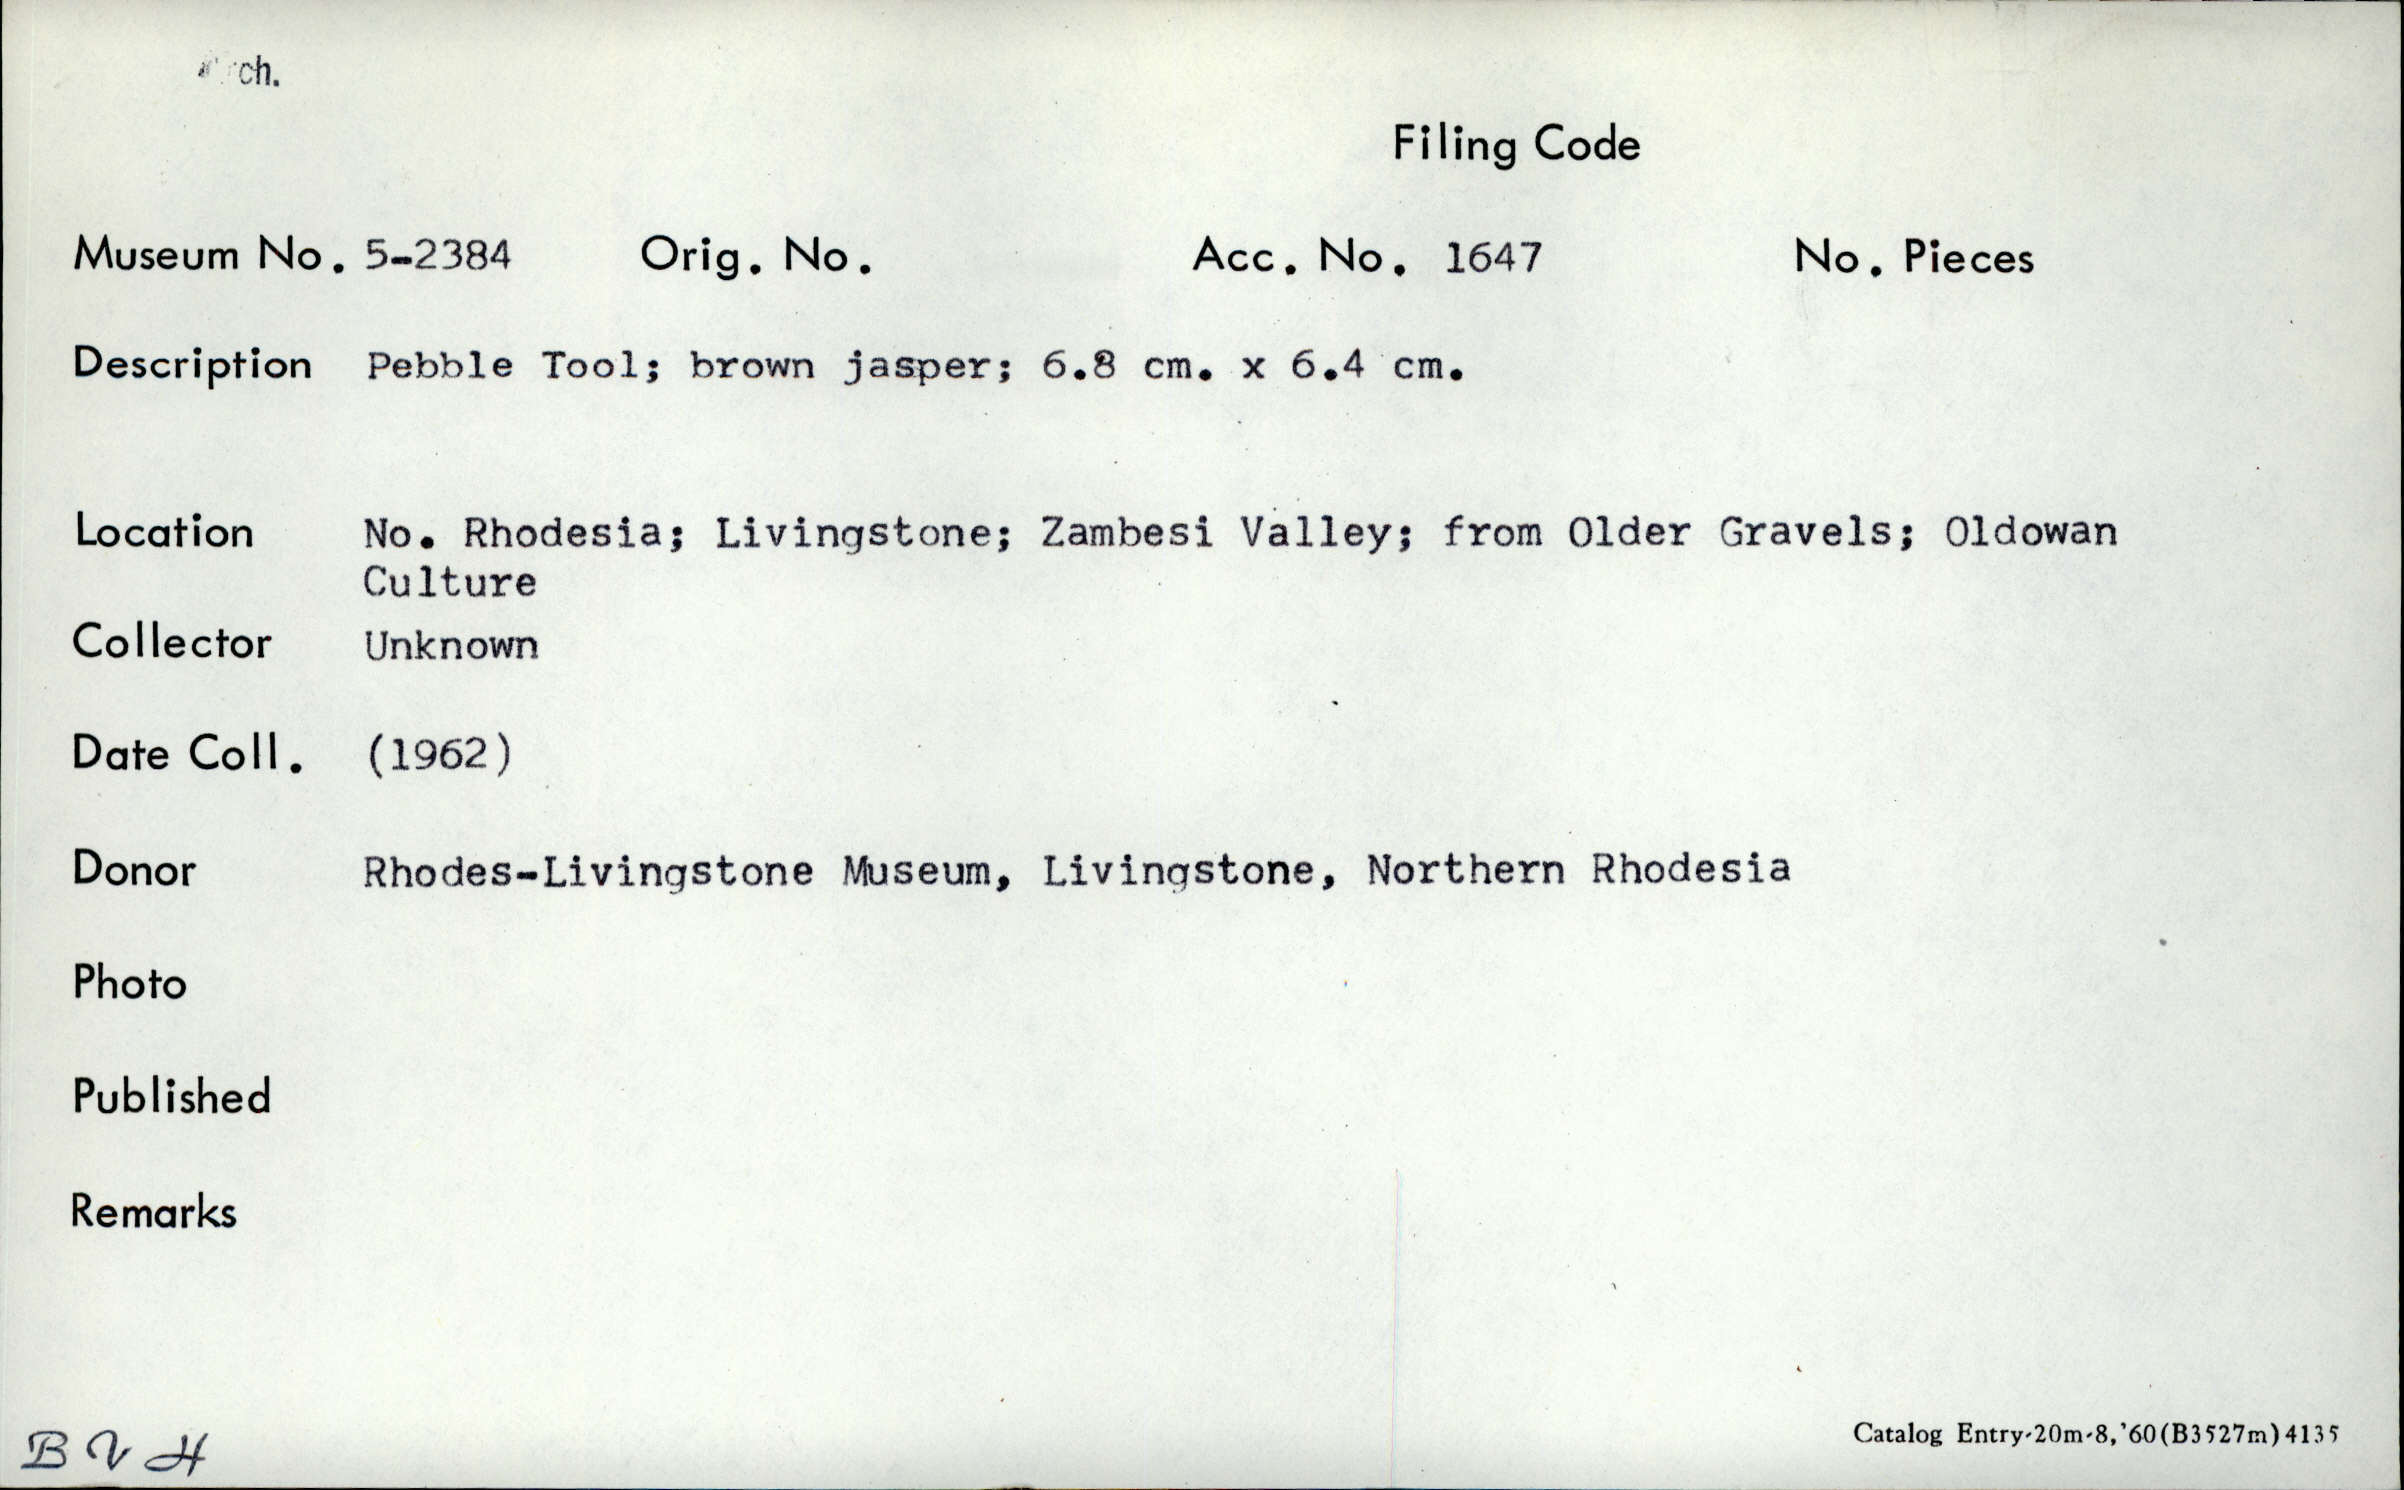 ch.
Filing Code
Museum No. 5-2384 Orig. No. Acc. No. 1647 No. Pieces
Description Pebble Tool; brown jasper; 6.8 cm. x 6.4 cm.
Location No. Rhodesia; Livingstone; Zambesi Valley; from Older Gravels; Oldowan
Culture
Collector Unknown
Date Coll. (1962)
Donor Rhodes-Livingstone Museum, Livingstone, Northern Rhodesia
Photo
Published
Remarks
B V H
Catalog Entry-20m-8,'60(B3527m)4135